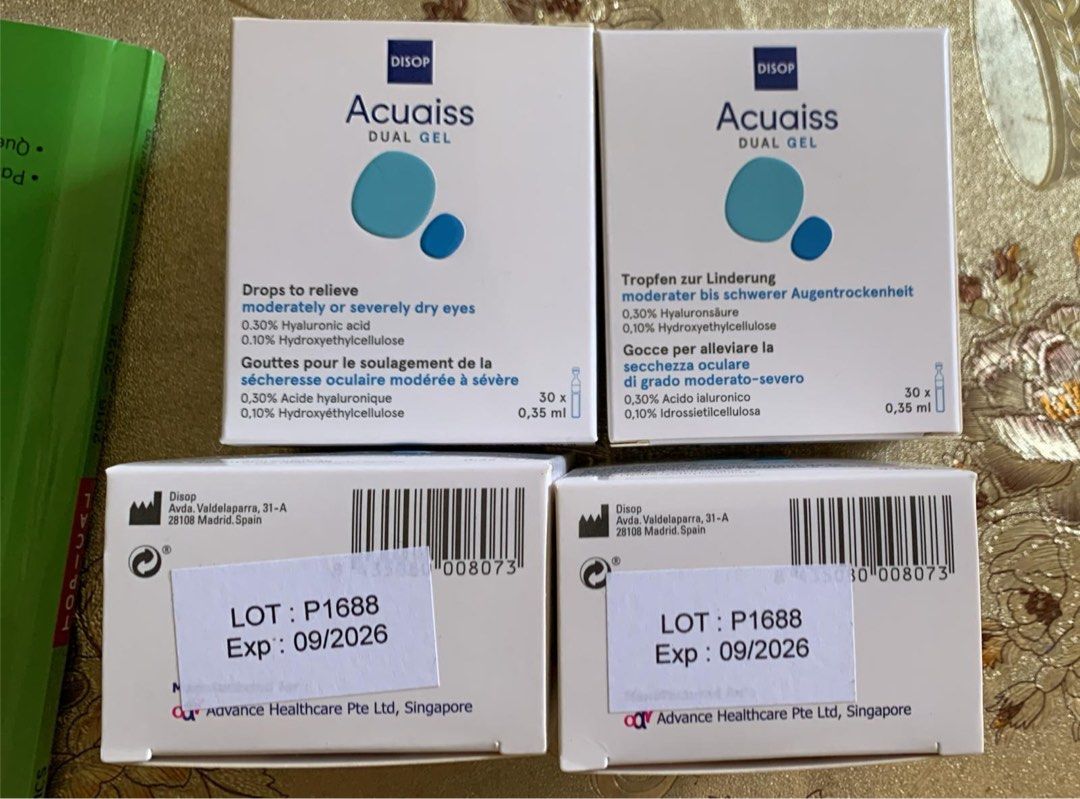 DISOP
Acuaiss
DUAL GEL
Drops to relieve
moderately or severely dry eyes
0.30% Hyaluronic acid
0.10% Hydroxyethylcellulose
Gouttes pour le soulagement de la
sécheresse oculaire modérée à sévère
0,30% Acide hyaluronique
0,10% Hydroxyéthylcellulose
30 x
0,35 ml
DISOP
Acuaiss
DUAL GEL
Tropfen zur Linderung
moderater bis schwerer Augentrockenheit
0,30% Hyaluronsäure
0,10% Hydroxyethylcellulose
Gocce per alleviare la
secchezza oculare
di grado moderato-severo
0,30% Acido ialuronico
0,10% Idrossietilcellulosa
30 x
0,35 ml
Disop
Avda. Valdelaparra, 31-A
28108 Madrid. Spain
®
008073
LOT : P1688
Exp : 09/2026
Advance Healthcare Pte Ltd, Singapore
Disop
Avda. Valdelaparra, 31-A
28108 Madrid. Spain
®
008073
LOT : P1688
Exp : 09/2026
Advance Healthcare Pte Ltd, Singapore